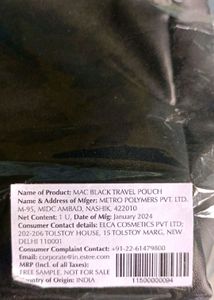 Name of Product: MAC BLACK TRAVEL POUCH
Name & Address of Mfger: METRO POLYMERS PVT. LTD.
M-95, MIDC AMBAD, NASHIK, 422010
Net Content: 1 U, Date of Mfg: January 2024
Consumer Contact details: ELCA COSMETICS PVT LTD;
202-206 TOLSTOY HOUSE, 15 TOLSTOY MARG, NEW
DELHI 110001
Consumer Complaint Contact: +91-22-61479800
Email: corporate@in.estee.com
MRP (Incl. of All Taxes):
FREE SAMPLE, NOT FOR SALE
Country of Origin: INDIA
11500000094